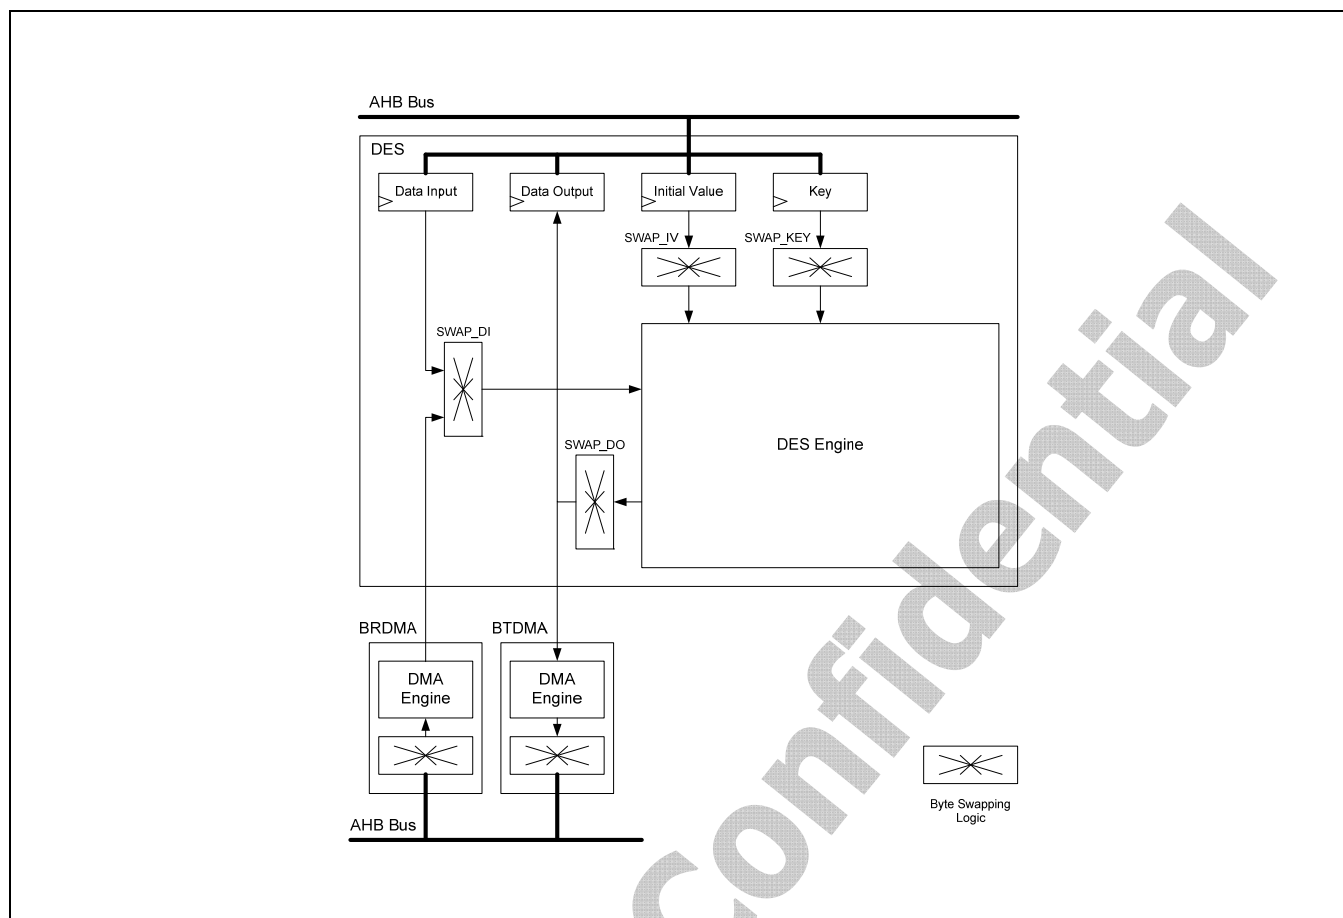 AHB Bus
DES
Data Input
Data Output
Initial Value
Key
SWAP_IV
SWAP_KEY
SWAP_DI
DES Engine
SWAP_DO
BRDMA
BTDMA
DMA
Engine
DMA
Engine
Byte Swapping
Logic
AHB Bus
Confidential